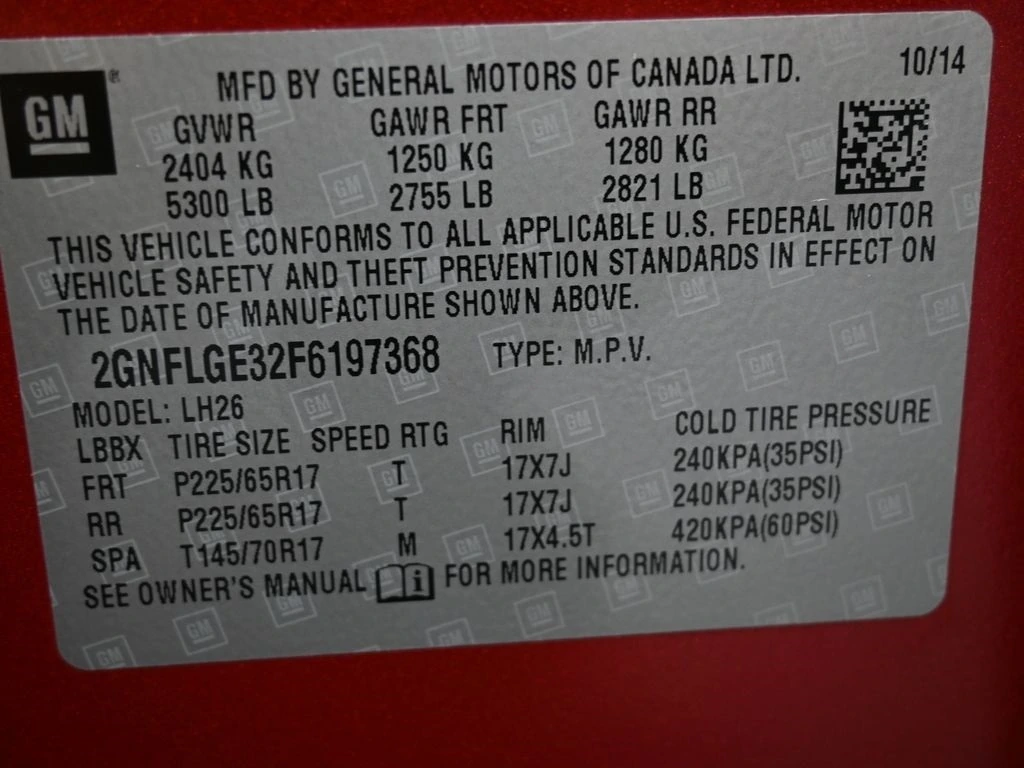 GM® MFD BY GENERAL MOTORS OF CANADA LTD. 10/14
GVWR GAWR FRT GAWR RR
2404 KG 1250 KG 1280 KG
5300 LB 2755 LB 2821 LB
THIS VEHICLE CONFORMS TO ALL APPLICABLE U.S. FEDERAL MOTOR
VEHICLE SAFETY AND THEFT PREVENTION STANDARDS IN EFFECT ON
THE DATE OF MANUFACTURE SHOWN ABOVE.
2GNFLGE32F6197368 TYPE: M.P.V.
MODEL: LH26
LBBX TIRE SIZE SPEED RTG RIM COLD TIRE PRESSURE
FRT P225/65R17 T 17X7J 240KPA(35PSI)
RR P225/65R17 T 17X7J 240KPA(35PSI)
SPA T145/70R17 M 17X4.5T 420KPA(60PSI)
SEE OWNER'S MANUAL i FOR MORE INFORMATION.